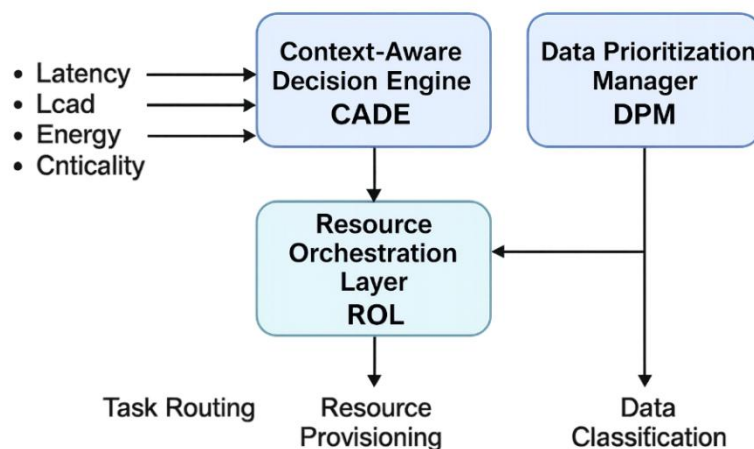 Context-Aware
Decision Engine
CADE
Data Prioritization
Manager
DPM
• Latency
• Lcad
• Energy
• Cnticality
Resource
Orchestration
Layer
ROL
Task Routing
Resource
Provisioning
Data
Classification